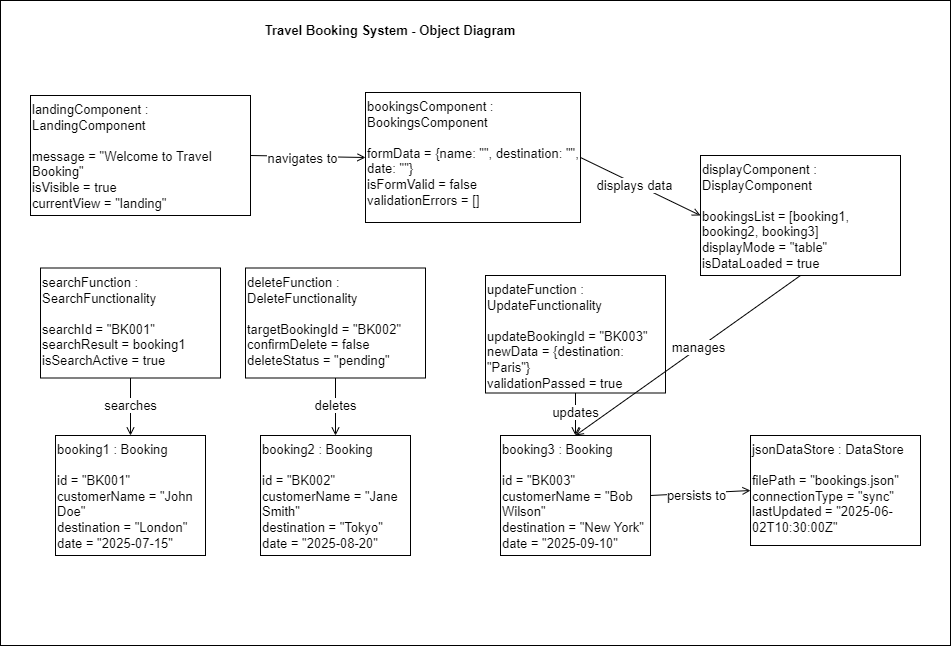 Travel Booking System - Object Diagram
landingComponent :
LandingComponent
message = "Welcome to Travel
Booking"
isVisible = true
currentView = "landing"
navigates to
bookingsComponent :
BookingsComponent
formData = {name: "", destination: "",
date: ""}
isFormValid = false
validationErrors = []
displays data
displayComponent :
DisplayComponent
bookingsList = [booking1,
booking2, booking3]
displayMode = "table"
isDataLoaded = true
searchFunction :
SearchFunctionality
searchId = "BK001"
searchResult = booking1
isSearchActive = true
deleteFunction :
DeleteFunctionality
targetBookingId = "BK002"
confirmDelete = false
deleteStatus = "pending"
updateFunction :
UpdateFunctionality
updateBookingId = "BK003"
newData = {destination:
"Paris"}
validationPassed = true
manages
searches
deletes
updates
booking1 : Booking
id = "BK001"
customerName = "John
Doe"
destination = "London"
date = "2025-07-15"
booking2 : Booking
id = "BK002"
customerName = "Jane
Smith"
destination = "Tokyo"
date = "2025-08-20"
booking3 : Booking
id = "BK003"
customerName = "Bob
Wilson"
destination = "New York"
date = "2025-09-10"
persists to
jsonDataStore : DataStore
filePath = "bookings.json"
connectionType = "sync"
lastUpdated = "2025-06-
02T10:30:00Z"